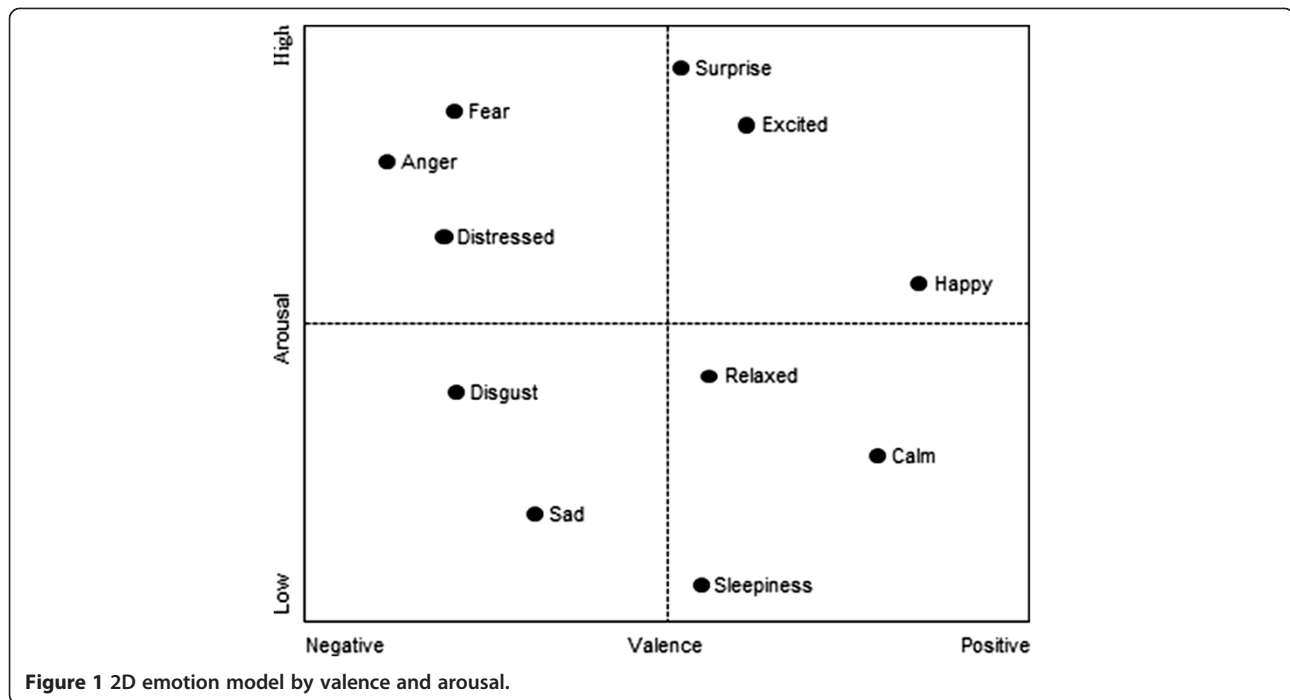 High
Surprise
Fear
Excited
Anger
Distressed
Happy
Arousal
Relaxed
Disgust
Calm
Sad
Sleepiness
Low
Negative Valence Positive
Figure 1 2D emotion model by valence and arousal.